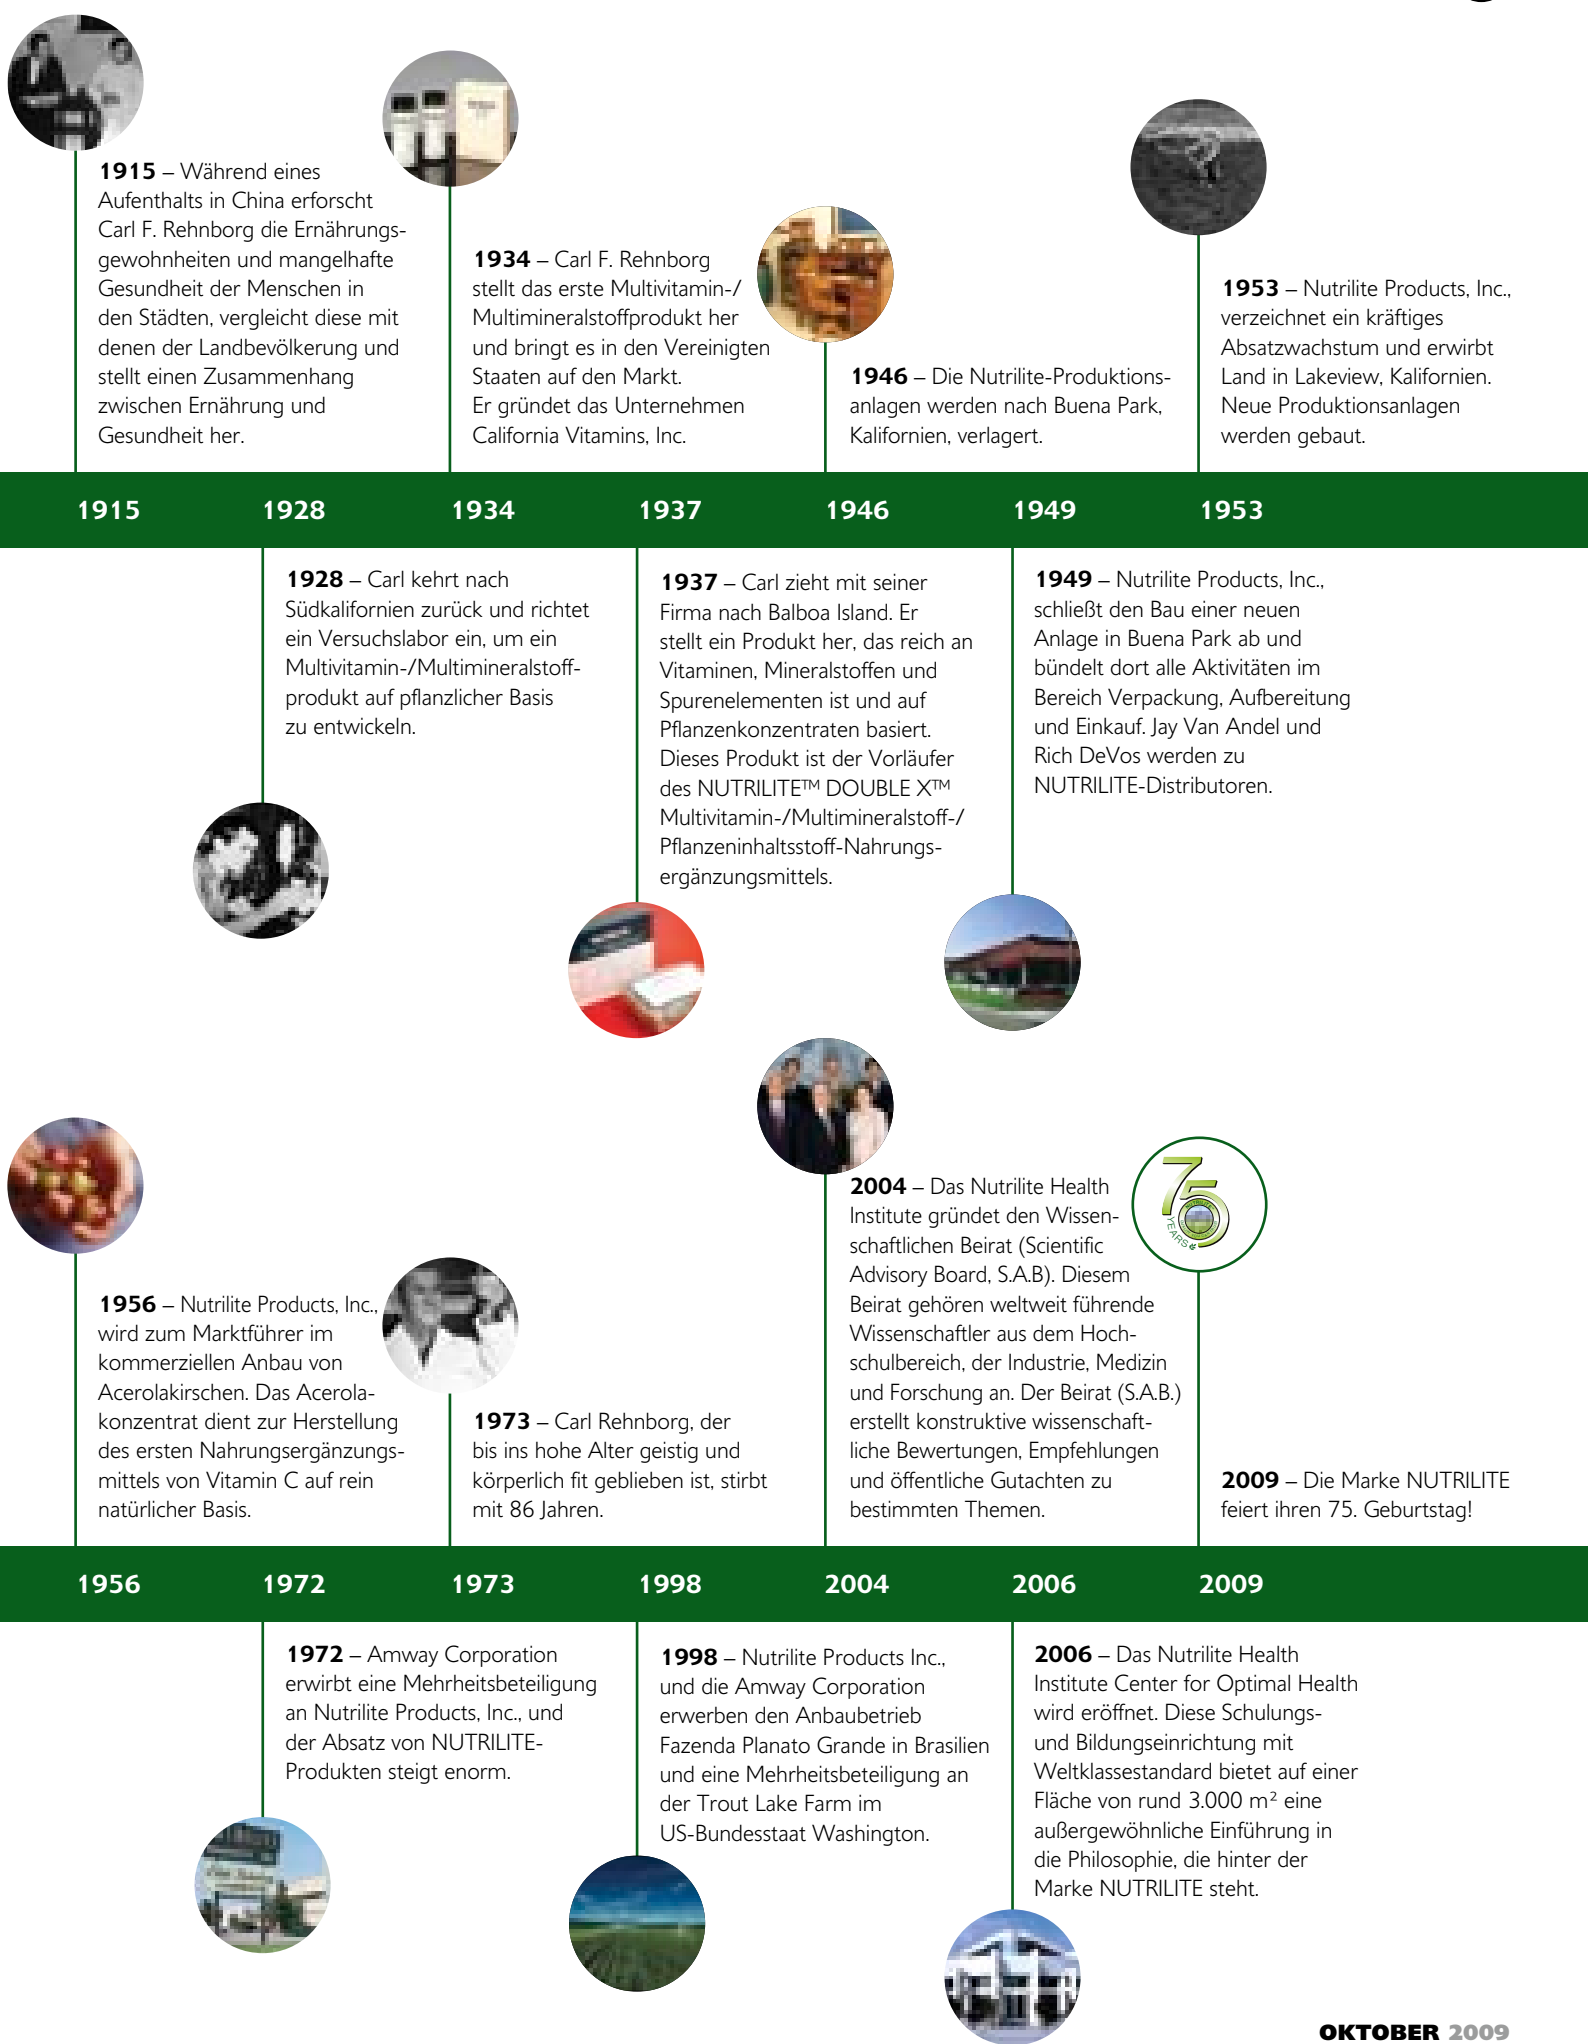 1915 – Während eines
Aufenthalts in China erforscht
Carl F. Rehnborg die Ernährungs-
gewohnheiten und mangelhafte
Gesundheit der Menschen in
den Städten, vergleicht diese mit
denen der Landbevölkerung und
stellt einen Zusammenhang
zwischen Ernährung und
Gesundheit her.
1934 – Carl F. Rehnborg
stellt das erste Multivitamin-/
Multimineralstoffprodukt her
und bringt es in den Vereinigten
Staaten auf den Markt.
Er gründet das Unternehmen
California Vitamins, Inc.
1946 – Die Nutrilite-Produktions-
anlagen werden nach Buena Park,
Kalifornien, verlagert.
1953 – Nutrilite Products, Inc.,
verzeichnet ein kräftiges
Absatzwachstum und erwirbt
Land in Lakeview, Kalifornien.
Neue Produktionsanlagen
werden gebaut.
1915 1928 1934 1937 1946 1949 1953
1928 – Carl kehrt nach
Südkalifornien zurück und richtet
ein Versuchslabor ein, um ein
Multivitamin-/Multimineralstoff-
produkt auf pflanzlicher Basis
zu entwickeln.
1937 – Carl zieht mit seiner
Firma nach Balboa Island. Er
stellt ein Produkt her, das reich an
Vitaminen, Mineralstoffen und
Spurenelementen ist und auf
Pflanzenkonzentraten basiert.
Dieses Produkt ist der Vorläufer
des NUTRILITE™ DOUBLE X™
Multivitamin-/Multimineralstoff-/
Pflanzeninhaltsstoff-Nahrungs-
ergänzungsmittels.
1949 – Nutrilite Products, Inc.,
schließt den Bau einer neuen
Anlage in Buena Park ab und
bündelt dort alle Aktivitäten im
Bereich Verpackung, Aufbereitung
und Einkauf. Jay Van Andel und
Rich DeVos werden zu
NUTRILITE-Distributoren.
1956 – Nutrilite Products, Inc.,
wird zum Marktführer im
kommerziellen Anbau von
Acerolakirschen. Das Acerola-
konzentrat dient zur Herstellung
des ersten Nahrungsergänzungs-
mittels von Vitamin C auf rein
natürlicher Basis.
1973 – Carl Rehnborg, der
bis ins hohe Alter geistig und
körperlich fit geblieben ist, stirbt
mit 86 Jahren.
2004 – Das Nutrilite Health
Institute gründet den Wissen-
schaftlichen Beirat (Scientific
Advisory Board, S.A.B). Diesem
Beirat gehören weltweit führende
Wissenschaftler aus dem Hoch-
schulbereich, der Industrie, Medizin
und Forschung an. Der Beirat (S.A.B.)
erstellt konstruktive wissenschaft-
liche Bewertungen, Empfehlungen
und öffentliche Gutachten zu
bestimmten Themen.
75
YEARS
2009 – Die Marke NUTRILITE
feiert ihren 75. Geburtstag!
1956 1972 1973 1998 2004 2006 2009
1972 – Amway Corporation
erwirbt eine Mehrheitsbeteiligung
an Nutrilite Products, Inc., und
der Absatz von NUTRILITE-
Produkten steigt enorm.
1998 – Nutrilite Products Inc.,
und die Amway Corporation
erwerben den Anbaubetrieb
Fazenda Planato Grande in Brasilien
und eine Mehrheitsbeteiligung an
der Trout Lake Farm im
US-Bundesstaat Washington.
2006 – Das Nutrilite Health
Institute Center for Optimal Health
wird eröffnet. Diese Schulungs-
und Bildungseinrichtung mit
Weltklassestandard bietet auf einer
Fläche von rund 3.000 m² eine
außergewöhnliche Einführung in
die Philosophie, die hinter der
Marke NUTRILITE steht.
OKTOBER 2009